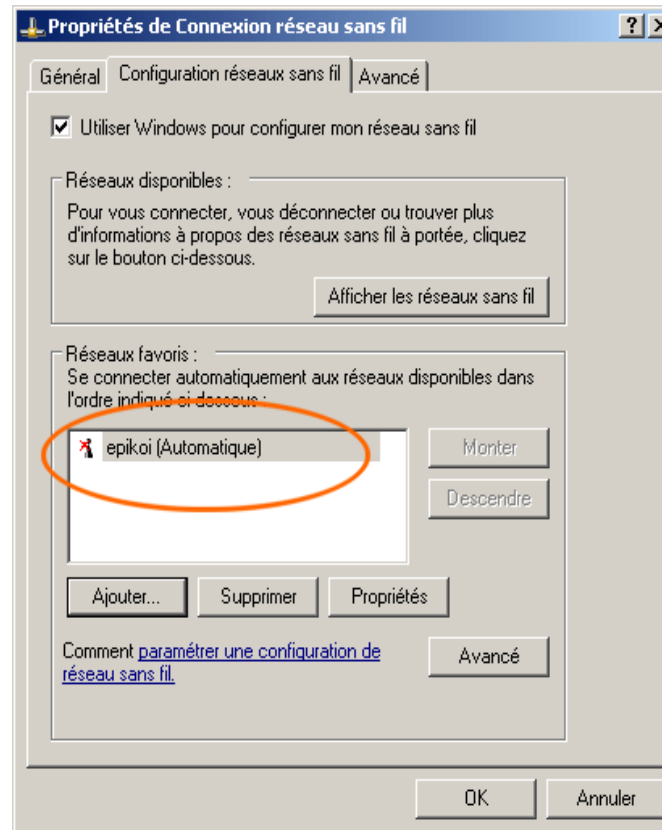 Propriétés de Connexion réseau sans fil
Général Configuration réseaux sans fil Avancé
Utiliser Windows pour configurer mon réseau sans fil
Réseaux disponibles :
Pour vous connecter, vous déconnecter ou trouver plus
d'informations à propos des réseaux sans fil à portée, cliquez
sur le bouton ci-dessous.
Afficher les réseaux sans fil
Réseaux favoris :
Se connecter automatiquement aux réseaux disponibles dans
l'ordre indiqué ci-dessous :
epikoi (Automatique)
Monter
Descendre
Ajouter... Supprimer Propriétés
Comment paramétrer une configuration de
réseau sans fil.
Avancé
OK Annuler